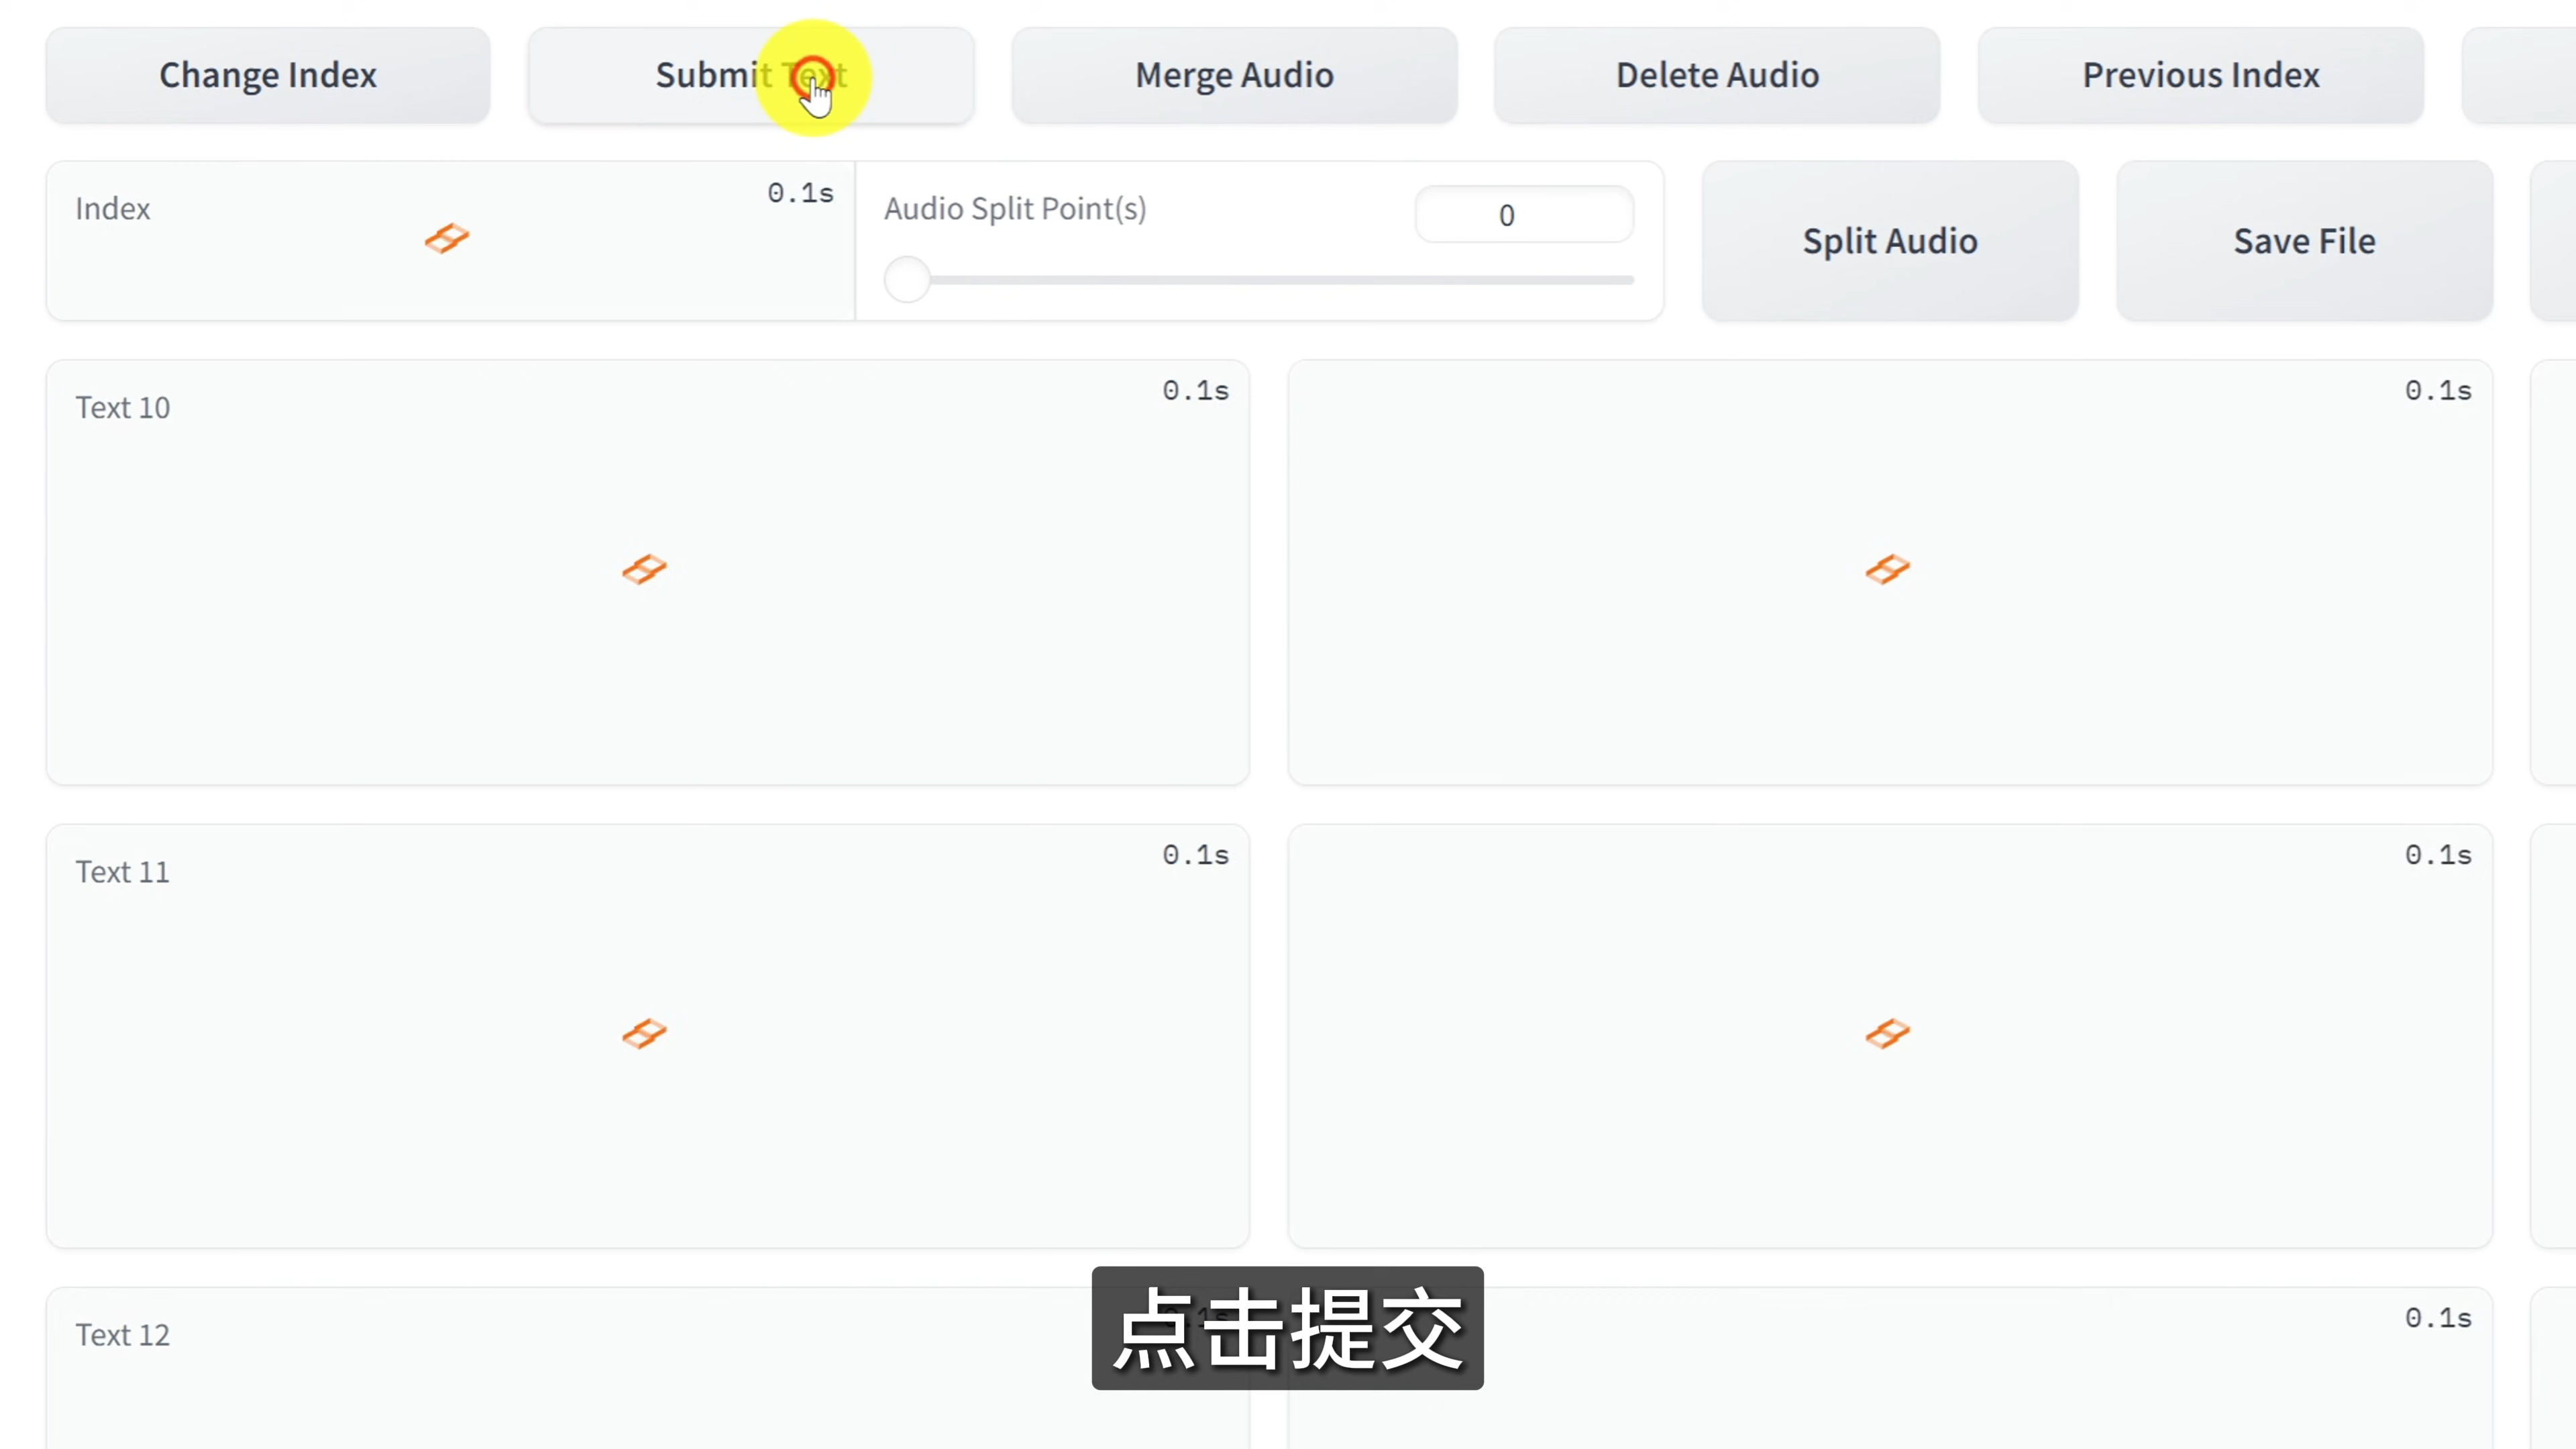 Change Index
Submit Text
Merge Audio
Delete Audio
Previous Index
Index
0.1s
Audio Split Point(s)
0
Split Audio
Save File
Text 10
0.1s
0.1s
Text 11
0.1s
0.1s
Text 12
0.1s
点击提交